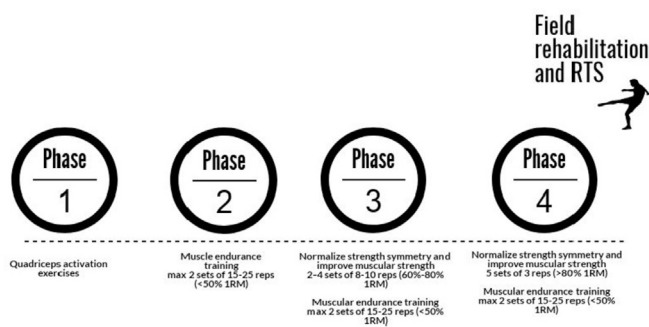 Field
rehabilitation
and RTS
Phase
1
Phase
2
Phase
3
Phase
4
Quadriceps activation
exercises
Muscle endurance
training
max 2 sets of 15-25 reps
(<50% 1RM)
Normalize strength symmetry and
improve muscular strength
2-4 sets of 8-10 reps (60%-80%
1RM)
Muscular endurance training
max 2 sets of 15-25 reps (<50%
1RM)
Normalize strength symmetry and
improve muscular strength
5 sets of 3 reps (>80% 1RM)
Muscular endurance training
max 2 sets of 15-25 reps (<50%
1RM)